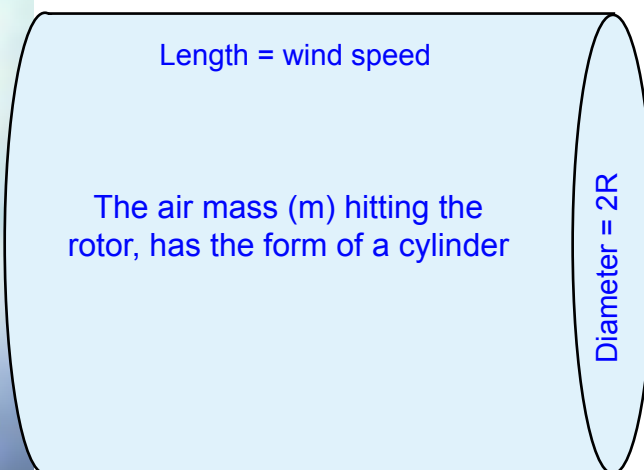 Length = wind speed
The air mass (m) hitting the
rotor, has the form of a cylinder
Diameter = 2R